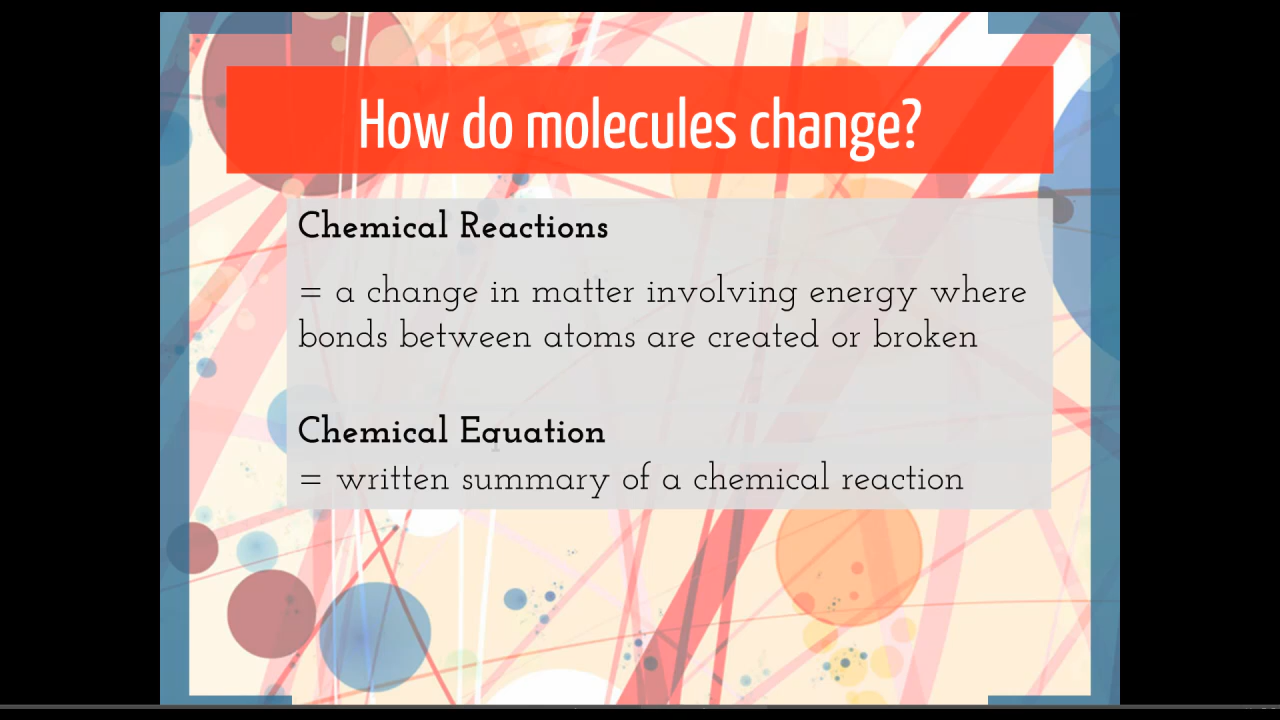 How do molecules change?
Chemical Reactions
= a change in matter involving energy where
bonds between atoms are created or broken
Chemical Equation
= written summary of a chemical reaction